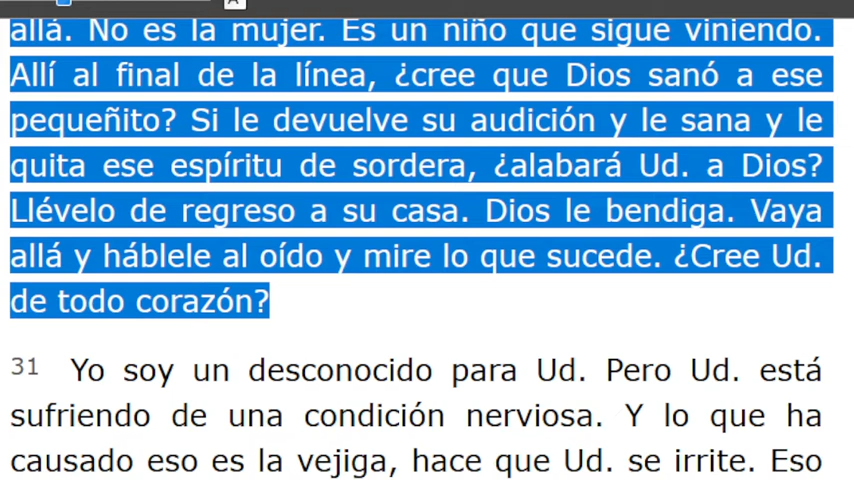 A
allá. No es la mujer. Es un niño que sigue viniendo.
Allí al final de la línea, ¿cree que Dios sanó a ese
pequeñito? Si le devuelve su audición y le sana y le
quita ese espíritu de sordera, ¿alabará Ud. a Dios?
Llévelo de regreso a su casa. Dios le bendiga. Vaya
allá y háblele al oído y mire lo que sucede. ¿Cree Ud.
de todo corazón?
31 Yo soy un desconocido para Ud. Pero Ud. está
sufriendo de una condición nerviosa. Y lo que ha
causado eso es la vejiga, hace que Ud. se irrite. Eso